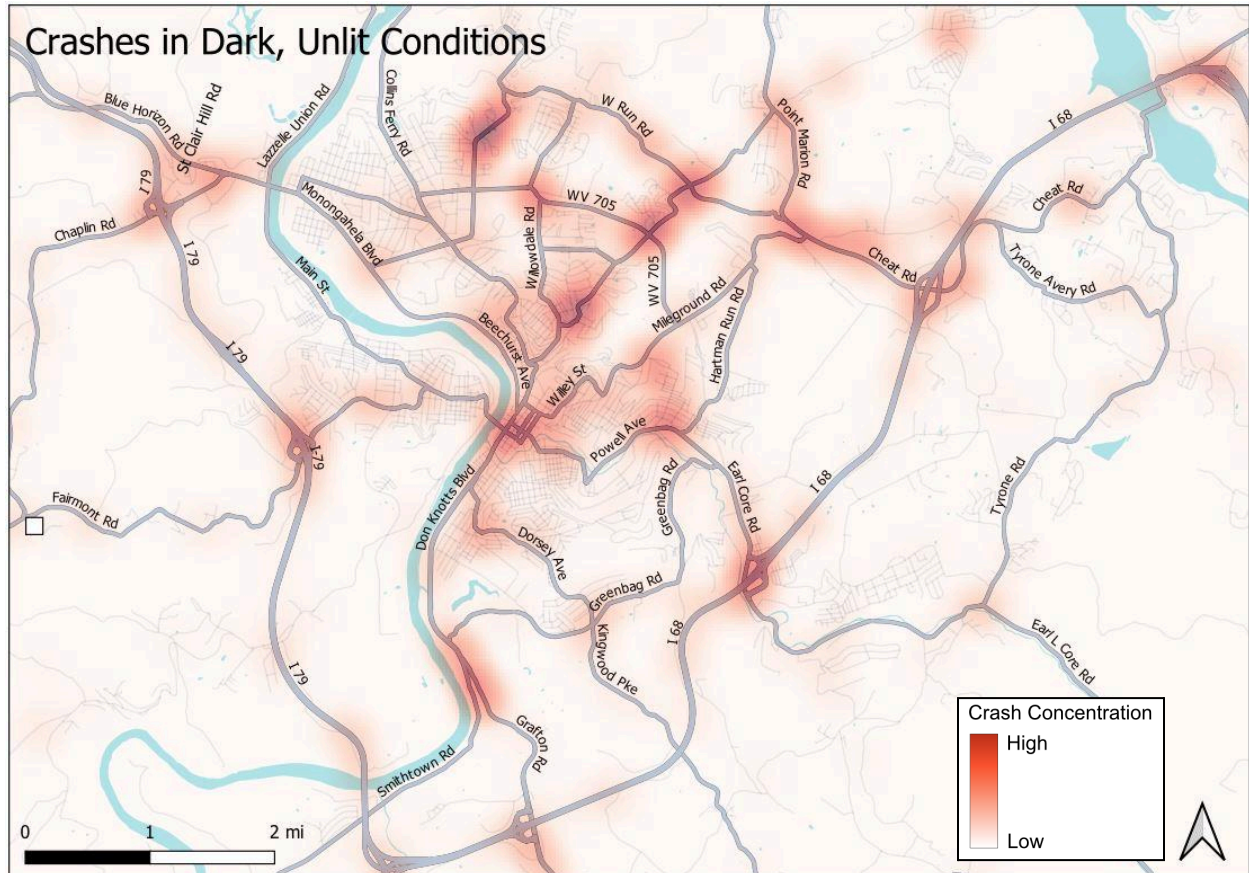 Crashes in Dark, Unlit Conditions
Blue Horizon Rd
St Clair Hill Rd
Lazzelle Union Rd
Collins Ferry Rd
W Run Rd
Point Marion Rd
I 68
I 79
Chaplin Rd
I 79
Monongahela Blvd
Main St
Willowdale Rd
WV 705
WV 705
Cheat Rd
Cheat Rd
Tyrone Avery Rd
Mileground Rd
Hartman Run Rd
Beechurst Ave
Willey St
I 79
I-79
Powell Ave
Greenbag Rd
Earl Core Rd
I 68
Tyrone Rd
Fairmont Rd
Don Knotts Blvd
Dorsey Ave
Greenbag Rd
Kingwood Pke
I 68
Earl L Core Rd
I 79
Grafton Rd
Smithtown Rd
Crash Concentration
High
Low
0 1 2 mi